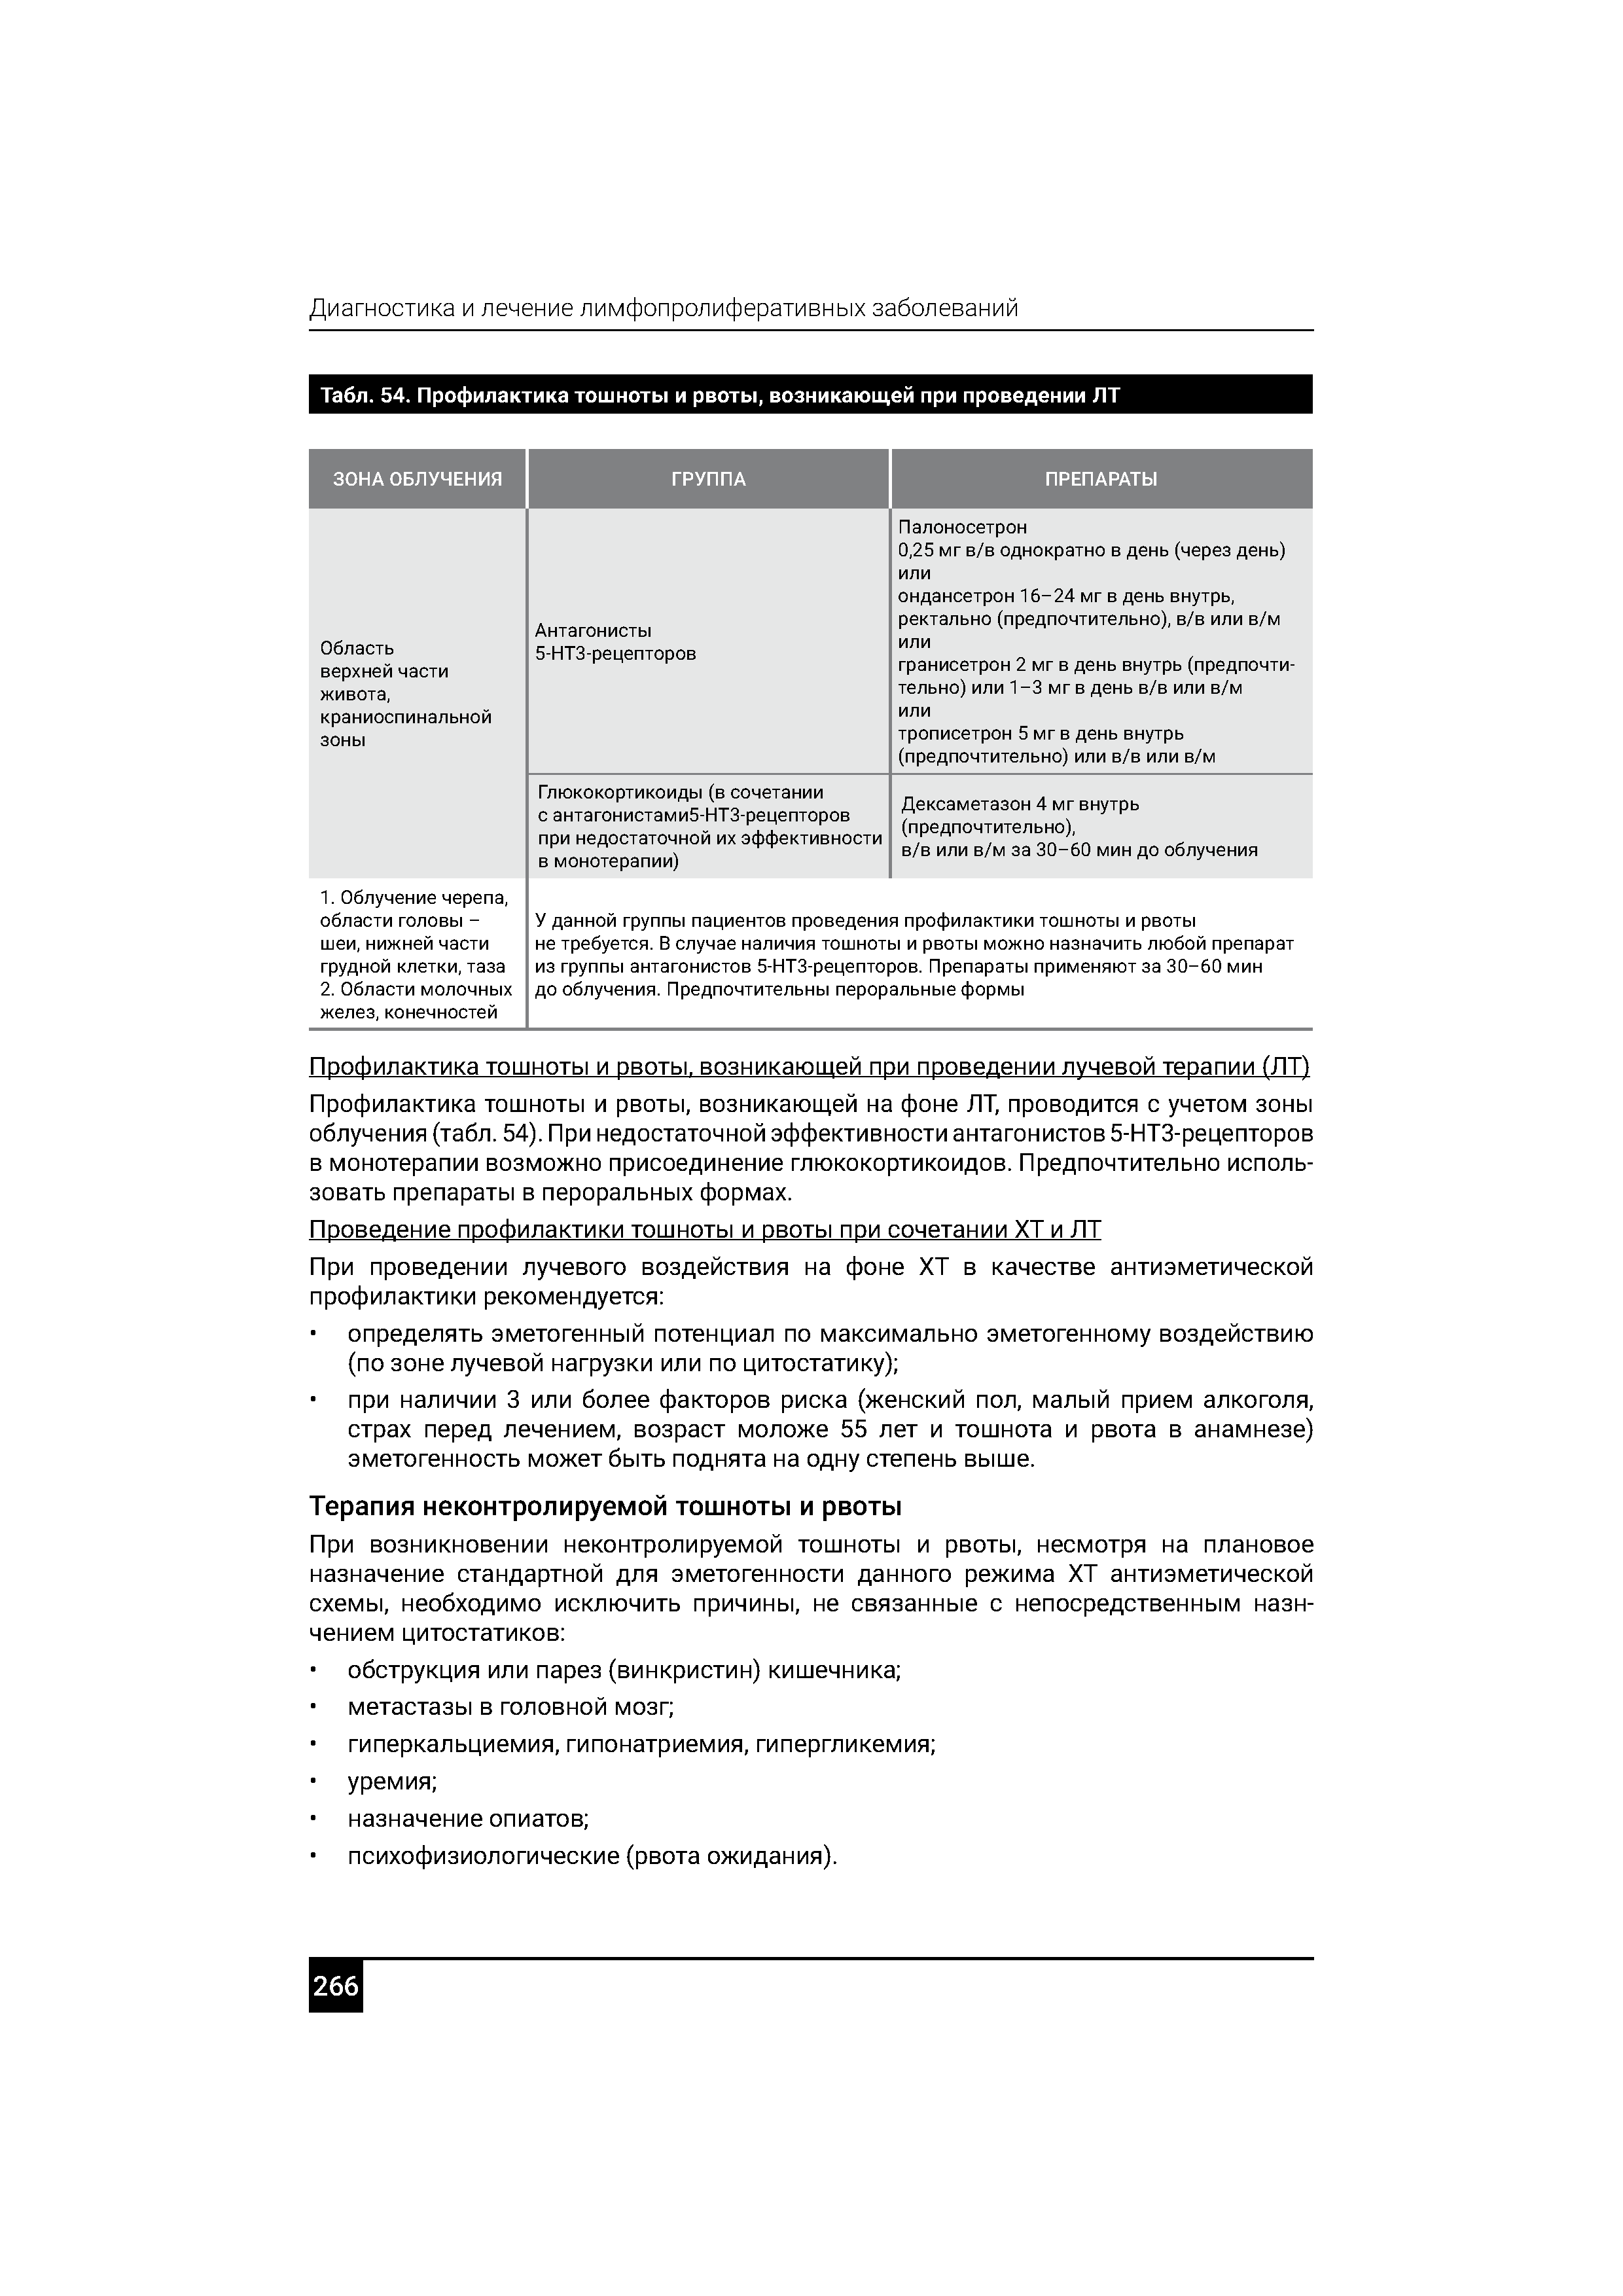 Диагностика и лечение лимфопролиферативных заболеваний
Табл. 54. Профилактика тошноты и рвоты, возникающей при проведении ЛТ
ЗОНА ОБЛУЧЕНИЯ
ГРУППА
ПРЕПАРАТЫ
Область
верхней части
живота,
краниоспинальной
зоны
Антагонисты
5-НТ3-рецепторов
Палоносетрон
0,25 мг в/в однократно в день (через день)
или
ондансетрон 16–24 мг в день внутрь,
ректально (предпочтительно), в/в или в/м
или
гранисетрон 2 мг в день внутрь (предпочти-
тельно) или 1–3 мг в день в/в или в/м
или
трописетрон 5 мг в день внутрь
(предпочтительно) или в/в или в/м
Глюкокортикоиды (в сочетании
с антагонистами5-НТ3-рецепторов
при недостаточной их эффективности
в монотерапии)
Дексаметазон 4 мг внутрь
(предпочтительно),
в/в или в/м за 30–60 мин до облучения
1. Облучение черепа,
области головы –
шеи, нижней части
грудной клетки, таза
2. Области молочных
желез, конечностей
У данной группы пациентов проведения профилактики тошноты и рвоты
не требуется. В случае наличия тошноты и рвоты можно назначить любой препарат
из группы антагонистов 5-НТ3-рецепторов. Препараты применяют за 30–60 мин
до облучения. Предпочтительны пероральные формы
Профилактика тошноты и рвоты, возникающей при проведении лучевой терапии (ЛТ)
Профилактика тошноты и рвоты, возникающей на фоне ЛТ, проводится с учетом зоны
облучения (табл. 54). При недостаточной эффективности антагонистов 5-НТ3-рецепторов
в монотерапии возможно присоединение глюкокортикоидов. Предпочтительно исполь-
зовать препараты в пероральных формах.
Проведение профилактики тошноты и рвоты при сочетании ХТ и ЛТ
При проведении лучевого воздействия на фоне ХТ в качестве антиэметической
профилактики рекомендуется:
• определять эметогенный потенциал по максимально эметогенному воздействию
(по зоне лучевой нагрузки или по цитостатику);
• при наличии 3 или более факторов риска (женский пол, малый прием алкоголя,
страх перед лечением, возраст моложе 55 лет и тошнота и рвота в анамнезе)
эметогенность может быть поднята на одну степень выше.
Терапия неконтролируемой тошноты и рвоты
При возникновении неконтролируемой тошноты и рвоты, несмотря на плановое
назначение стандартной для эметогенности данного режима ХТ антиэметической
схемы, необходимо исключить причины, не связанные с непосредственным назн-
чением цитостатиков:
• обструкция или парез (винкристин) кишечника;
• метастазы в головной мозг;
• гиперкальциемия, гипонатриемия, гипергликемия;
• уремия;
• назначение опиатов;
• психофизиологические (рвота ожидания).
266